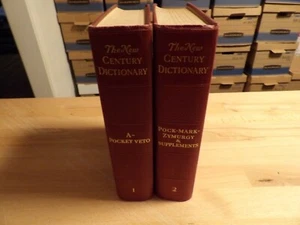 The New
CENTURY
DICTIONARY
A-
POCKET VETO
1
The New
CENTURY
DICTIONARY
POCK-MARK-
ZYMURGY
& SUPPLEMENTS
2